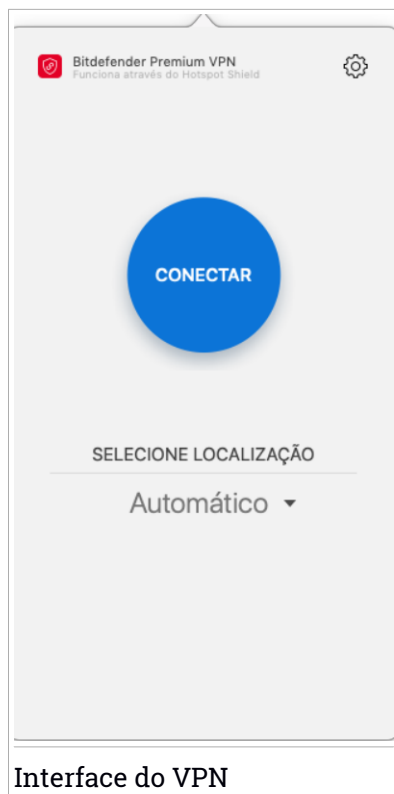 Bitdefender Premium VPN
Funciona através do Hotspot Shield
CONECTAR
SELECIONE LOCALIZAÇÃO
Automático
Interface do VPN